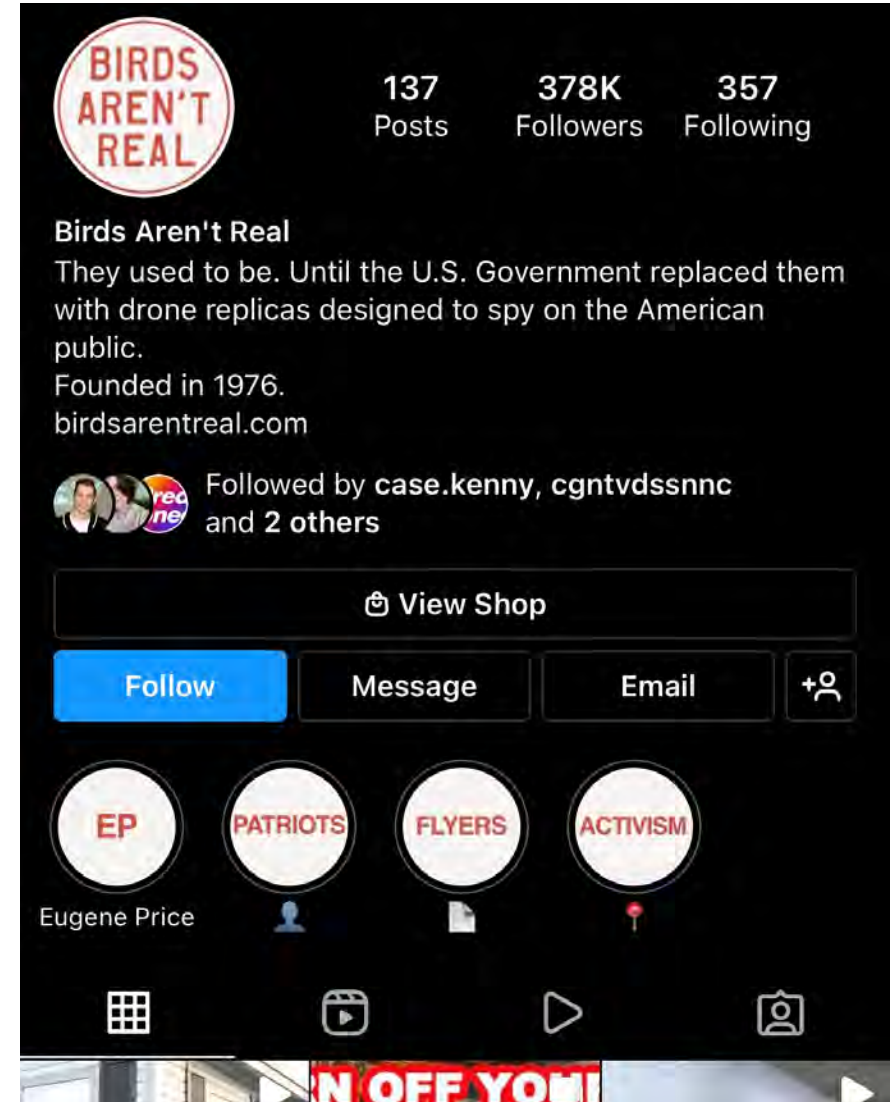 BIRDS
AREN'T
REAL
137
Posts
378K
Followers
357
Following
Birds Aren't Real
They used to be. Until the U.S. Government replaced them
with drone replicas designed to spy on the American
public.
Founded in 1976.
birdsarentreal.com
Followed by case.kenny, cgntvdssnnc
and 2 others
View Shop
Follow
Message
Email
EP
PATRIOTS
FLYERS
ACTIVISM
Eugene Price
N OFF YOU